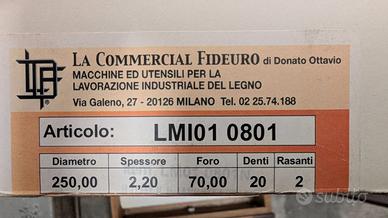 LA COMMERCIAL FIDEURO di Donato Ottavio
MACCHINE ED UTENSILI PER LA
LAVORAZIONE INDUSTRIALE DEL LEGNO
Via Galeno, 27 - 20126 MILANO Tel. 02 25.74.188
Articolo: LMI01 0801
Diametro Spessore Foro Denti Rasanti
250,00 2,20 70,00 20 2
subito